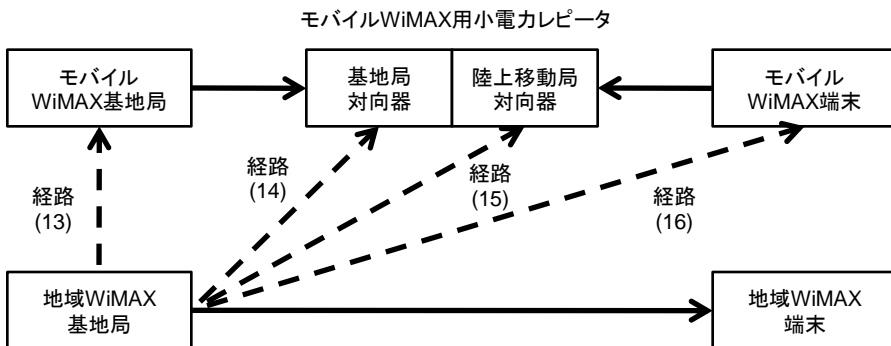 モバイルWiMAX用小電力レピータ
モバイル
WiMAX基地局
基地局
対向器
陸上移動局
対向器
モバイル
WiMAX端末
経路
(13)
経路
(14)
経路
(15)
経路
(16)
地域WiMAX
基地局
地域WiMAX
端末